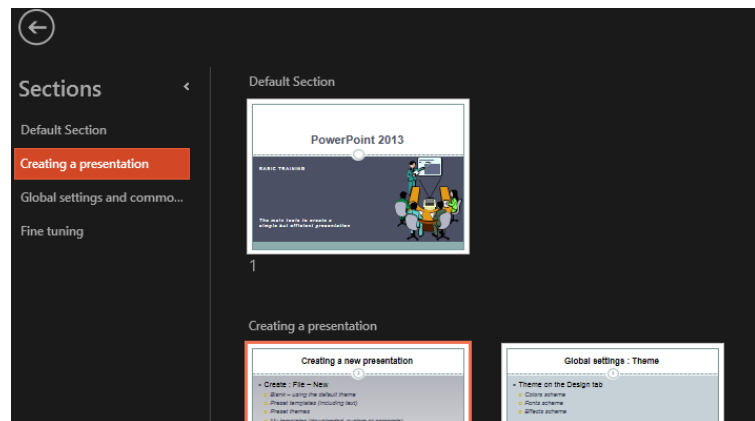 Sections
Default Section
Creating a presentation
Global settings and commo...
Fine tuning
Default Section
PowerPoint 2013
BASIC TRAINING
The main tools to create a
simple but efficient presentation
1
Creating a presentation
Creating a new presentation
Create : File – New
Blank – using the default theme
Preset templates (including text)
Preset themes
Global settings : Theme
Theme on the Design tab
Colors scheme
Fonts scheme
Effects scheme